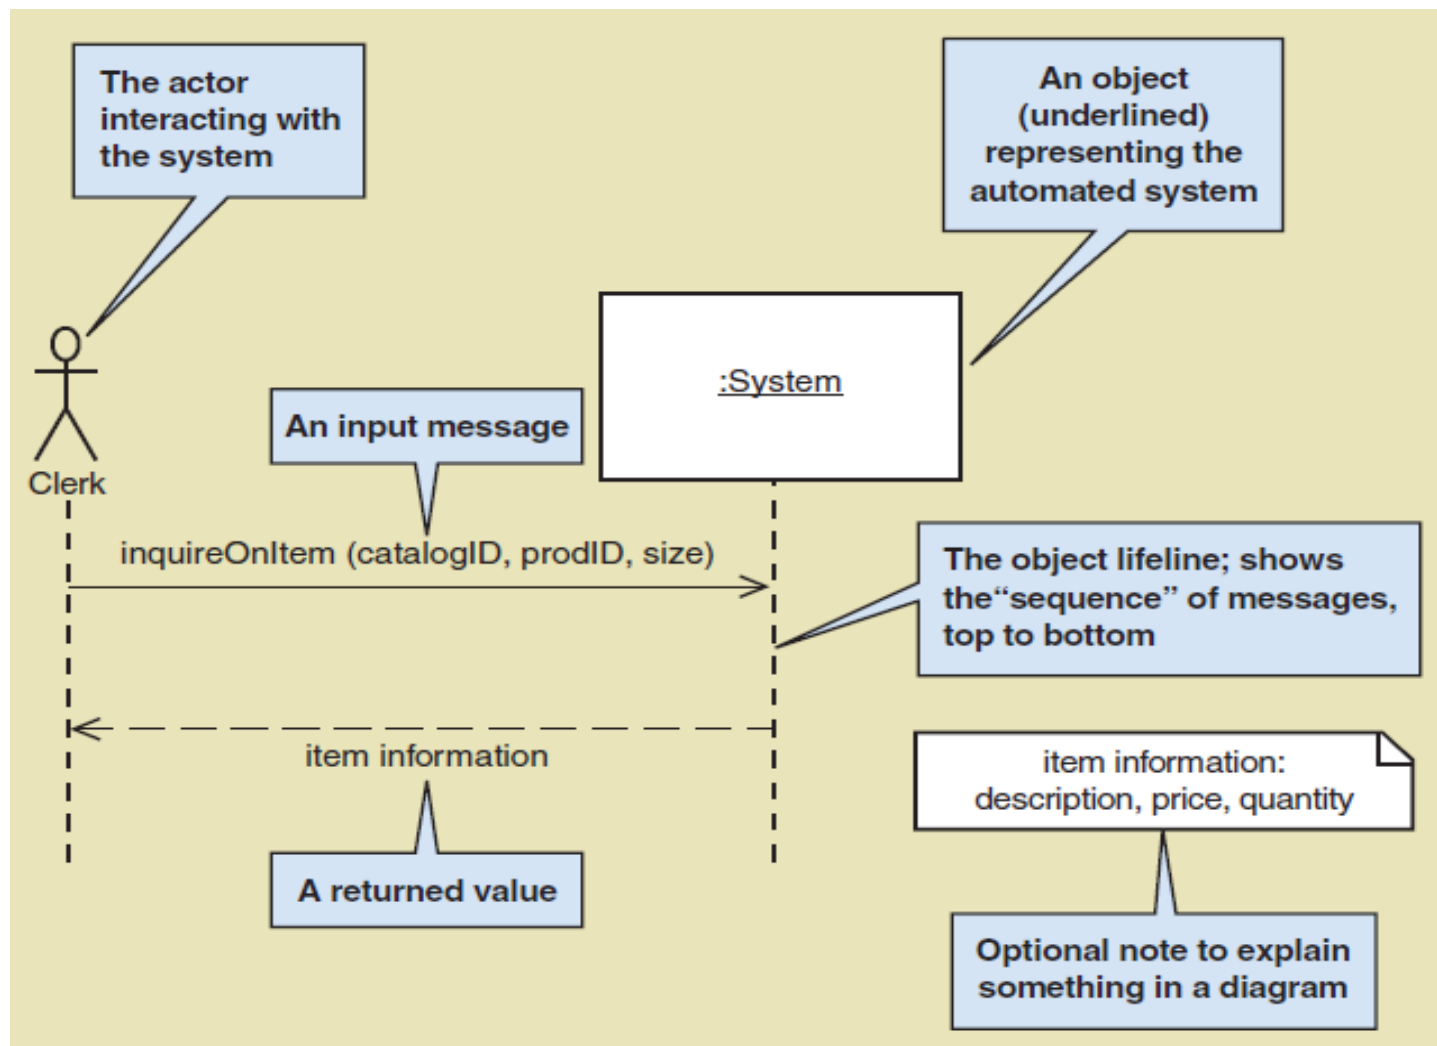 The actor
interacting with
the system
An object
(underlined)
representing the
automated system
:System
An input message
Clerk
inquireOnItem (catalogID, prodID, size)
The object lifeline; shows
the“sequence” of messages,
top to bottom
item information
item information:
description, price, quantity
A returned value
Optional note to explain
something in a diagram